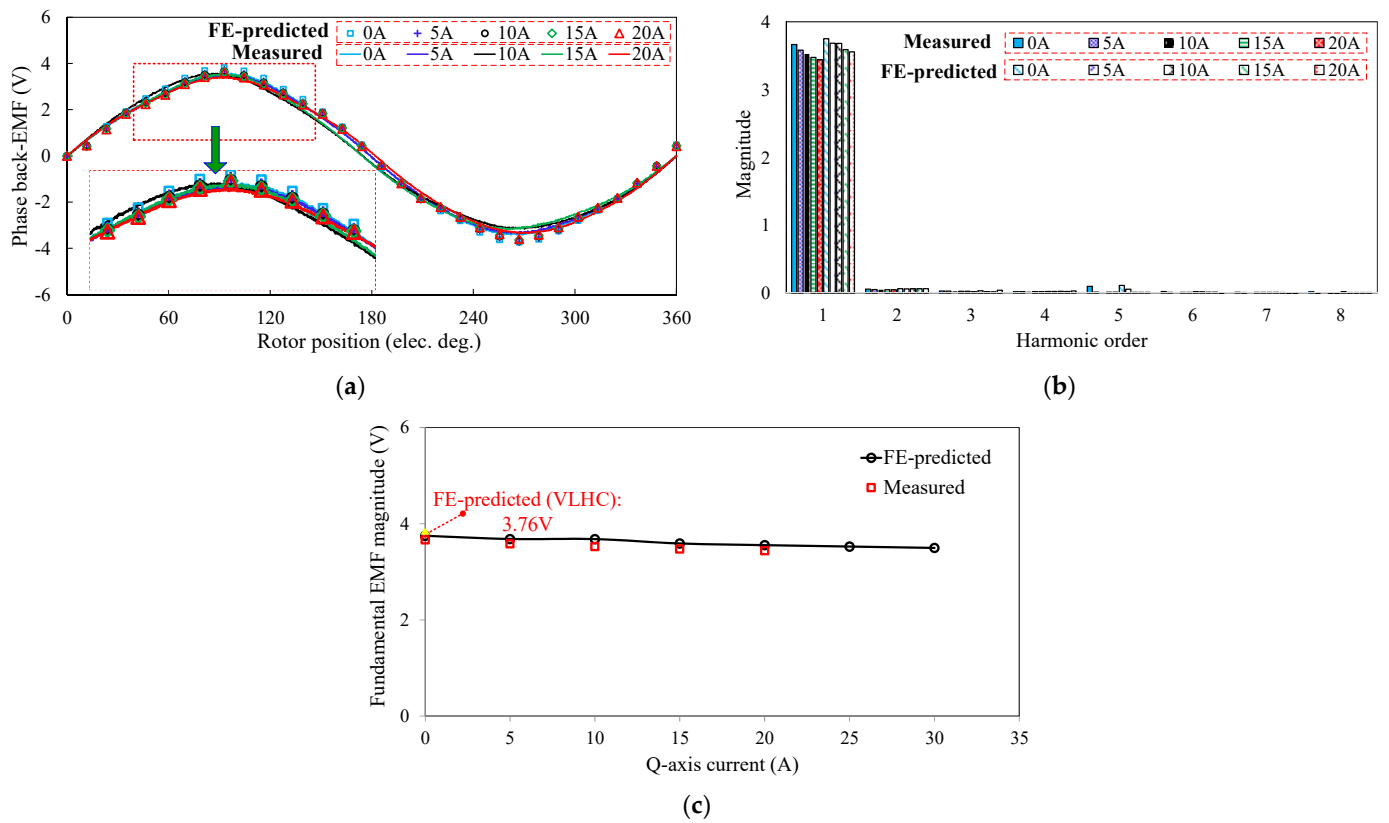 FE-predicted 0A 5A 10A 15A 20A
Measured 0A 5A 10A 15A 20A
Phase back-EMF (V)
6
4
2
0
-2
-4
-6
0 60 120 180 240 300 360
Rotor position (elec. deg.)
(a)
Measured 0A 5A 10A 15A 20A
FE-predicted 0A 5A 10A 15A 20A
Magnitude
4
3
2
1
0
1 2 3 4 5 6 7 8
Harmonic order
(b)
Fundamental EMF magnitude (V)
6
4
2
0
FE-predicted
Measured
FE-predicted (VLHC):
3.76V
0 5 10 15 20 25 30 35
Q-axis current (A)
(c)